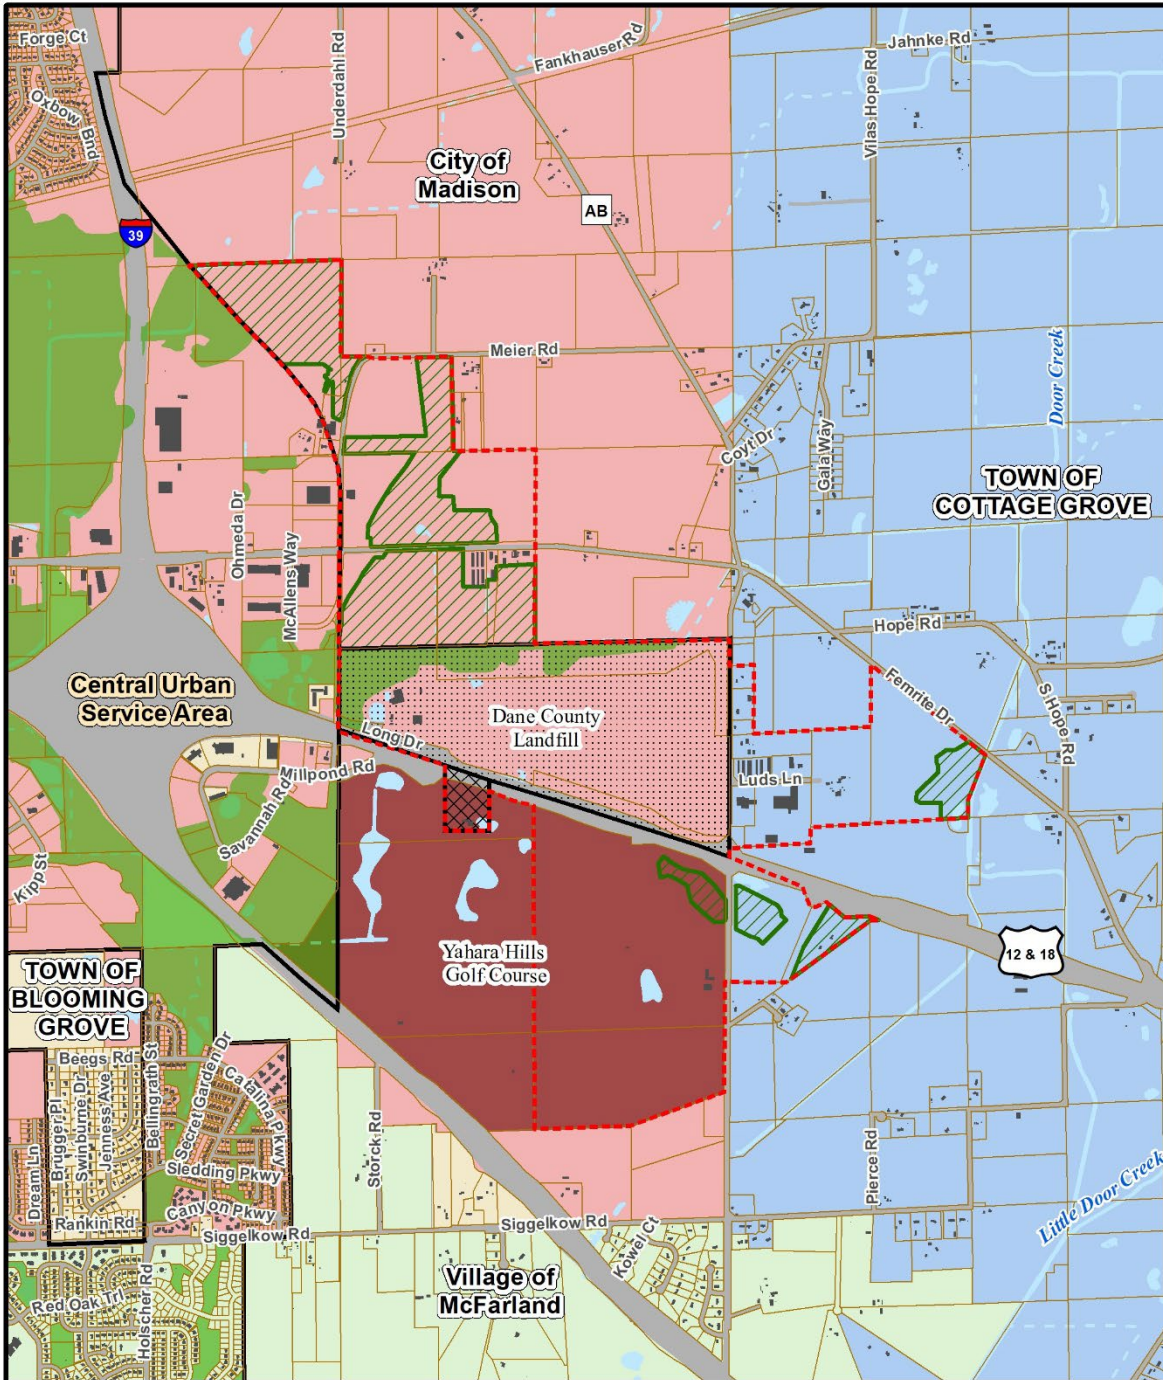 Forge Ct
Oxbow Bnd
Underdahl Rd
Fankhauser Rd
Jahnke Rd
Vilas Hope Rd
City of
Madison
AB
39
Meier Rd
Door Creek
Coyt Dr
Gala Way
TOWN OF
COTTAGE GROVE
Ohmeda Dr
McAllens Way
Hope Rd
Femrite Dr
S Hope Rd
Central Urban
Service Area
Dane County
Landfill
Long Dr
Millpond Rd
Luds Ln
Savannah Rd
Kipp St
Yahara Hills
Golf Course
12 & 18
TOWN OF
BLOOMING
GROVE
Beegs Rd
Bellingrath St
Secret Garden Dr
Catalina Pkwy
Dream Ln
Brugger Pl
Swinburne Dr
Jenness Ave
Sledding Pkwy
Canyon Pkwy
Rankin Rd
Siggelkow Rd
Storck Rd
Siggelkow Rd
Kowel Ct
Pierce Rd
Little Door Creek
Village of
McFarland
Red Oak Trl
Holscher Rd